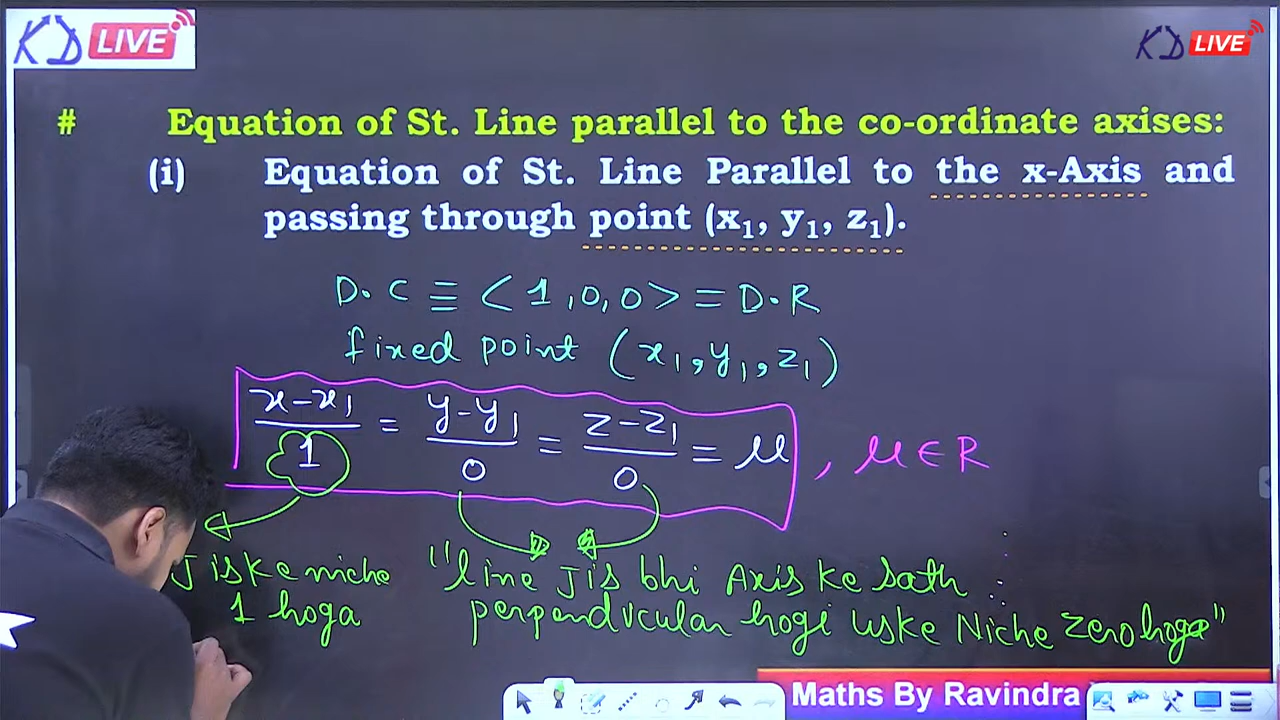 KD LIVE
KD LIVE
# Equation of St. Line parallel to the co-ordinate axises:
(i) Equation of St. Line Parallel to the x-Axis and
passing through point (x₁, y₁, z₁).
D.C ≡ <1,0,0> = D.R
fixed point (x₁,y₁,z₁)
x-x₁/1 = y-y₁/0 = z-z₁/0 = μ, μ∈R
Jiske niche
1 hoga
"line Jis bhi Axis ke Sath
perpendicular hogi uske Niche zero hoga"
Maths By Ravindra